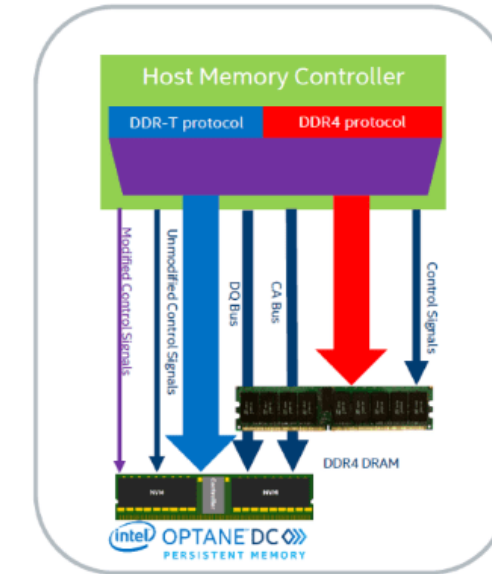 Host Memory Controller
DDR-T protocol
DDR4 protocol
Modified Control Signals
Unmodified Control Signals
DQ Bus
CA Bus
Control Signals
DDR4 DRAM
NVM
Controller
NVM
intel OPTANE DC
PERSISTENT MEMORY